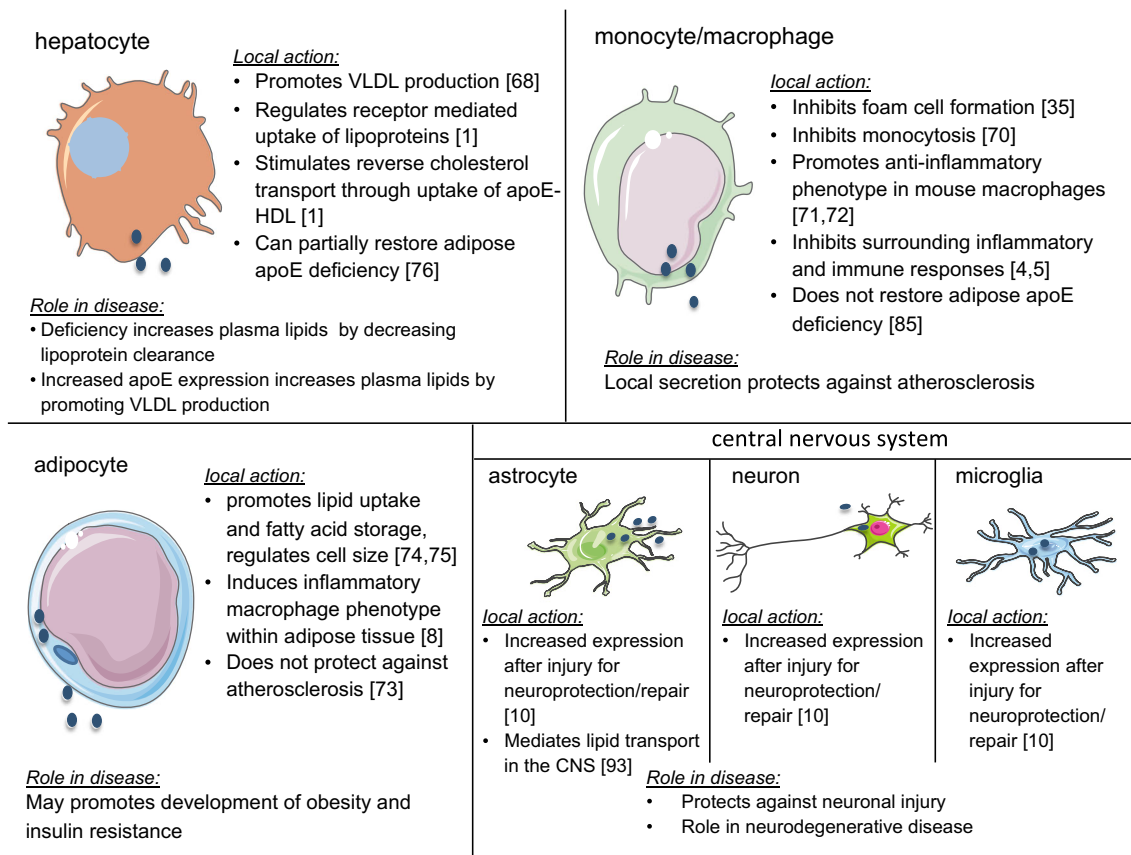 hepatocyte
Local action:
• Promotes VLDL production [68]
• Regulates receptor mediated
uptake of lipoproteins [1]
• Stimulates reverse cholesterol
transport through uptake of apoE-
HDL [1]
• Can partially restore adipose
apoE deficiency [76]
Role in disease:
• Deficiency increases plasma lipids by decreasing
lipoprotein clearance
• Increased apoE expression increases plasma lipids by
promoting VLDL production
monocyte/macrophage
local action:
• Inhibits foam cell formation [35]
• Inhibits monocytosis [70]
• Promotes anti-inflammatory
phenotype in mouse macrophages
[71,72]
• Inhibits surrounding inflammatory
and immune responses [4,5]
• Does not restore adipose apoE
deficiency [85]
Role in disease:
Local secretion protects against atherosclerosis
adipocyte
local action:
• promotes lipid uptake
and fatty acid storage,
regulates cell size [74,75]
• Induces inflammatory
macrophage phenotype
within adipose tissue [8]
• Does not protect against
atherosclerosis [73]
Role in disease:
May promotes development of obesity and
insulin resistance
central nervous system
astrocyte
local action:
• Increased expression
after injury for
neuroprotection/repair
[10]
• Mediates lipid transport
in the CNS [93]
neuron
local action:
• Increased expression
after injury for
neuroprotection/
repair [10]
microglia
local action:
• Increased
expression after
injury for
neuroprotection/
repair [10]
Role in disease:
• Protects against neuronal injury
• Role in neurodegenerative disease